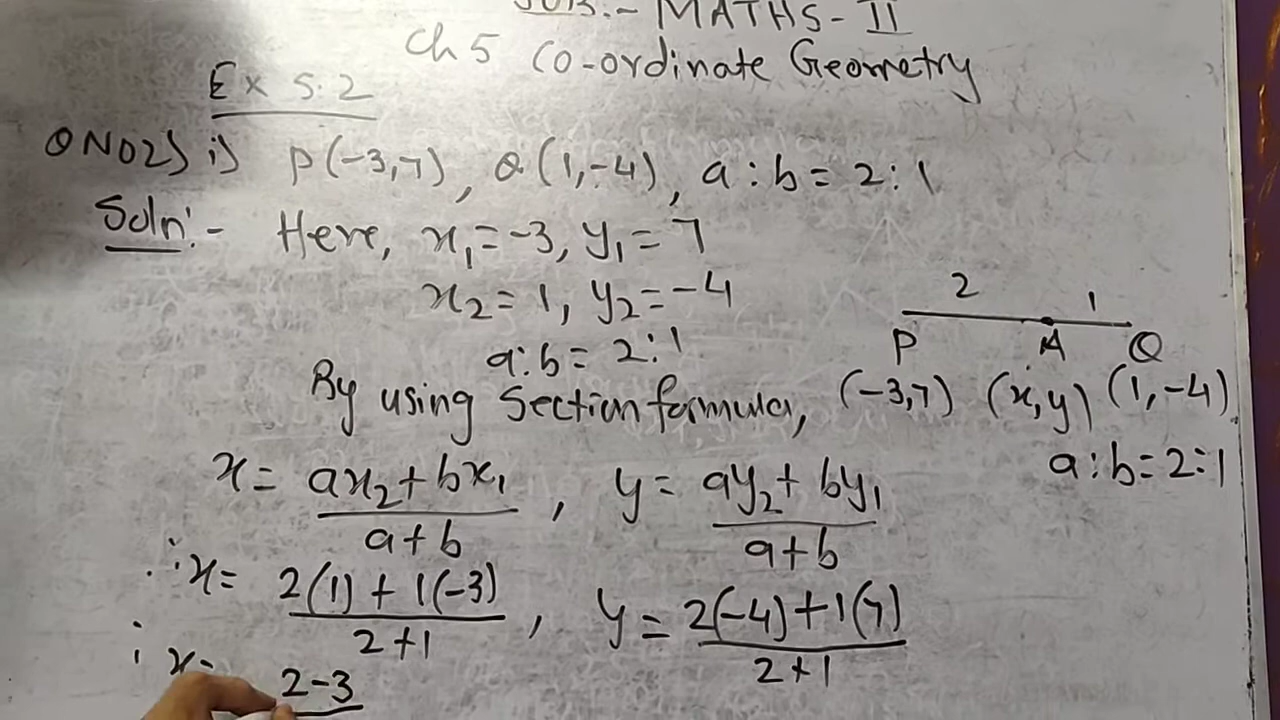 MATHS-II
Ch 5 Co-ordinate Geometry
Ex 5.2
QNO2) i) P(-3,7), Q(1,-4), a:b=2:1
Soln:- Here, x₁=-3, y₁=7
x₂=1, y₂=-4
a:b=2:1
2 1
P A Q
(-3,7) (x,y) (1,-4)
a:b=2:1
By using Section formula,
x= ax₂+bx₁ / a+b , y= ay₂+by₁ / a+b
∴x= 2(1)+1(-3) / 2+1 , y= 2(-4)+1(7) / 2+1
∴ x= 2-3